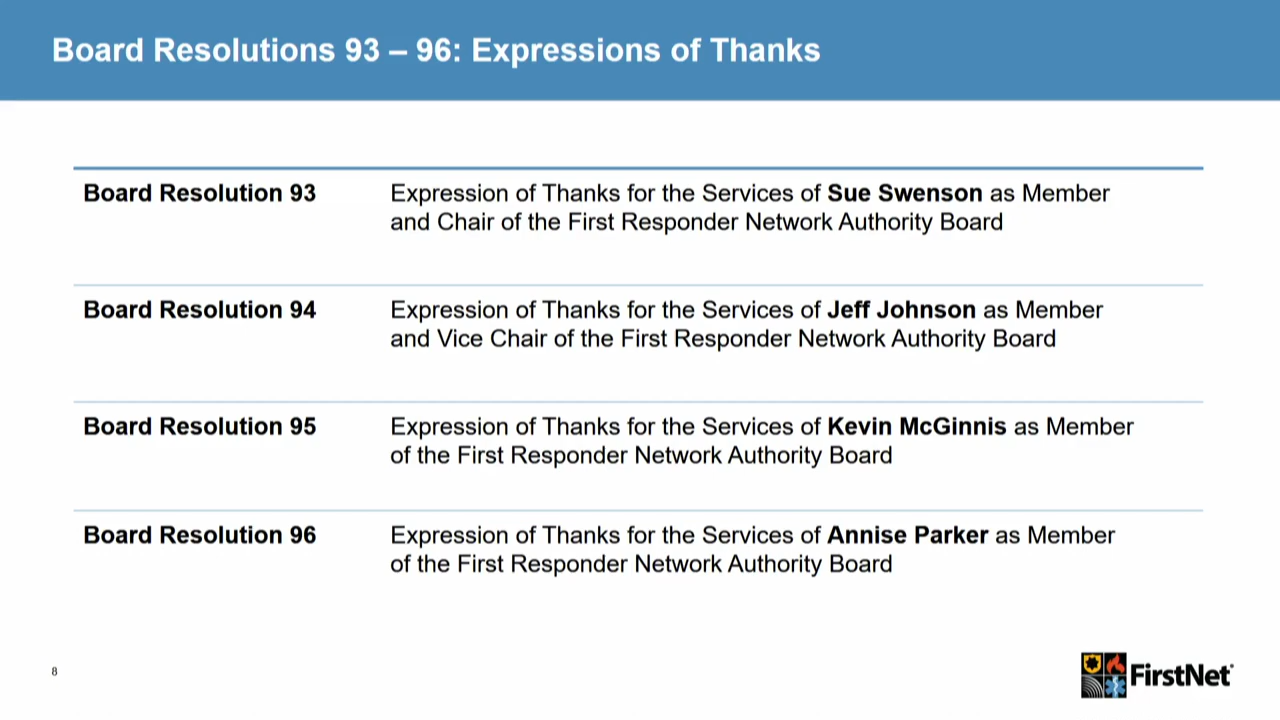 Board Resolutions 93 – 96: Expressions of Thanks
Board Resolution 93
Expression of Thanks for the Services of Sue Swenson as Member
and Chair of the First Responder Network Authority Board
Board Resolution 94
Expression of Thanks for the Services of Jeff Johnson as Member
and Vice Chair of the First Responder Network Authority Board
Board Resolution 95
Expression of Thanks for the Services of Kevin McGinnis as Member
of the First Responder Network Authority Board
Board Resolution 96
Expression of Thanks for the Services of Annise Parker as Member
of the First Responder Network Authority Board
8
FirstNet